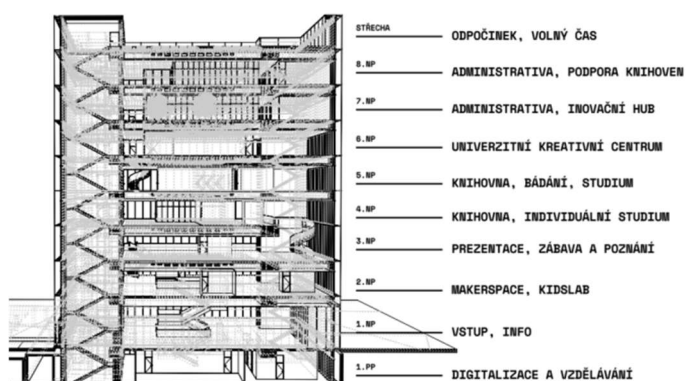 STŘECHA
ODPOČINEK, VOLNÝ ČAS
8.NP
ADMINISTRATIVA, PODPORA KNIHOVEN
7.NP
ADMINISTRATIVA, INOVAČNÍ HUB
6.NP
UNIVERZITNÍ KREATIVNÍ CENTRUM
5.NP
KNIHOVNA, BÁDÁNÍ, STUDIUM
4.NP
KNIHOVNA, INDIVIDUÁLNÍ STUDIUM
3.NP
PREZENTACE, ZÁBAVA A POZNÁNÍ
2.NP
MAKERSPACE, KIDSLAB
1.NP
VSTUP, INFO
1.PP
DIGITALIZACE A VZDĚLÁVÁNÍ